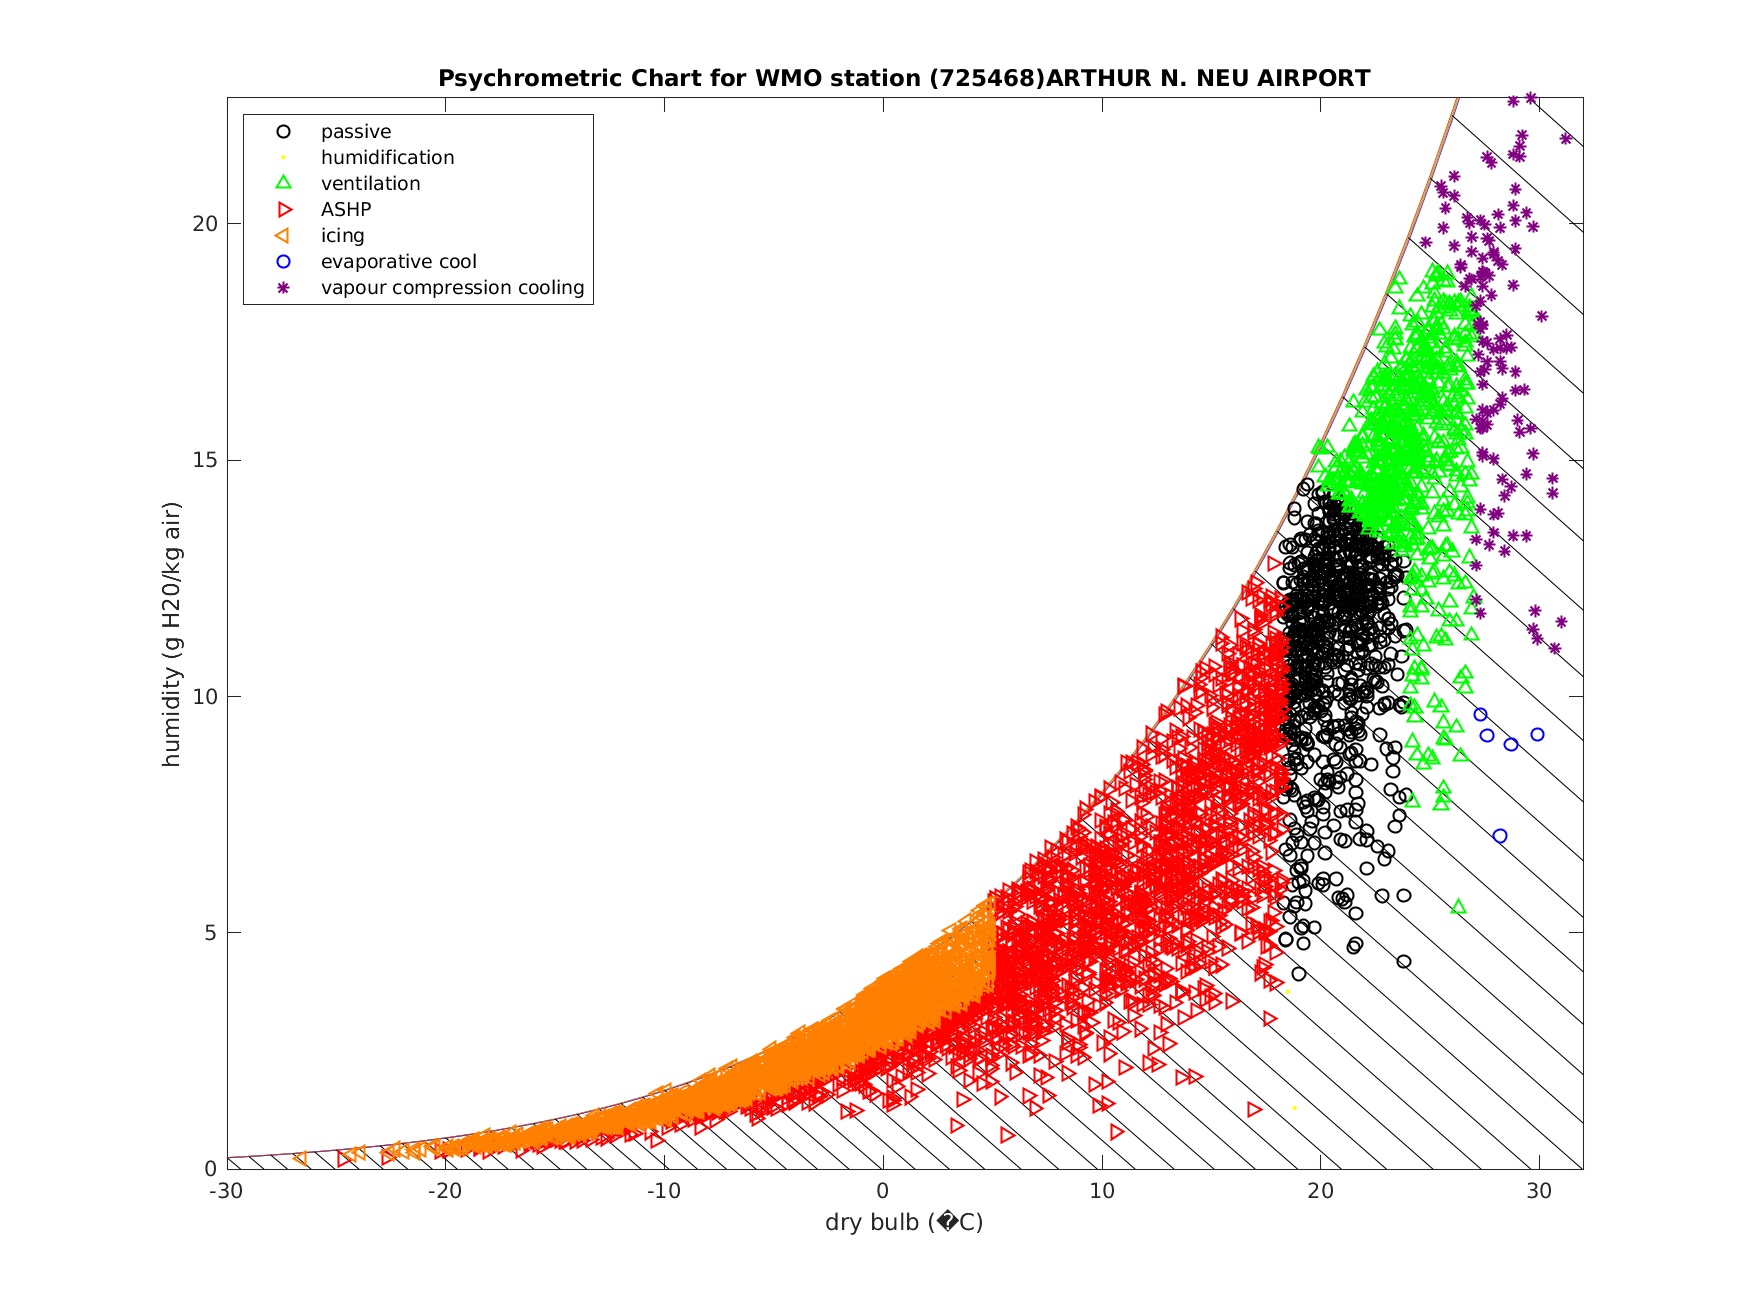 Psychrometric Chart for WMO station (725468)ARTHUR N. NEU AIRPORT
passive
humidification
ventilation
ASHP
icing
evaporative cool
vapour compression cooling
humidity (g H20/kg air)
20
15
10
5
0
-30 -20 -10 0 10 20 30
dry bulb (�C)